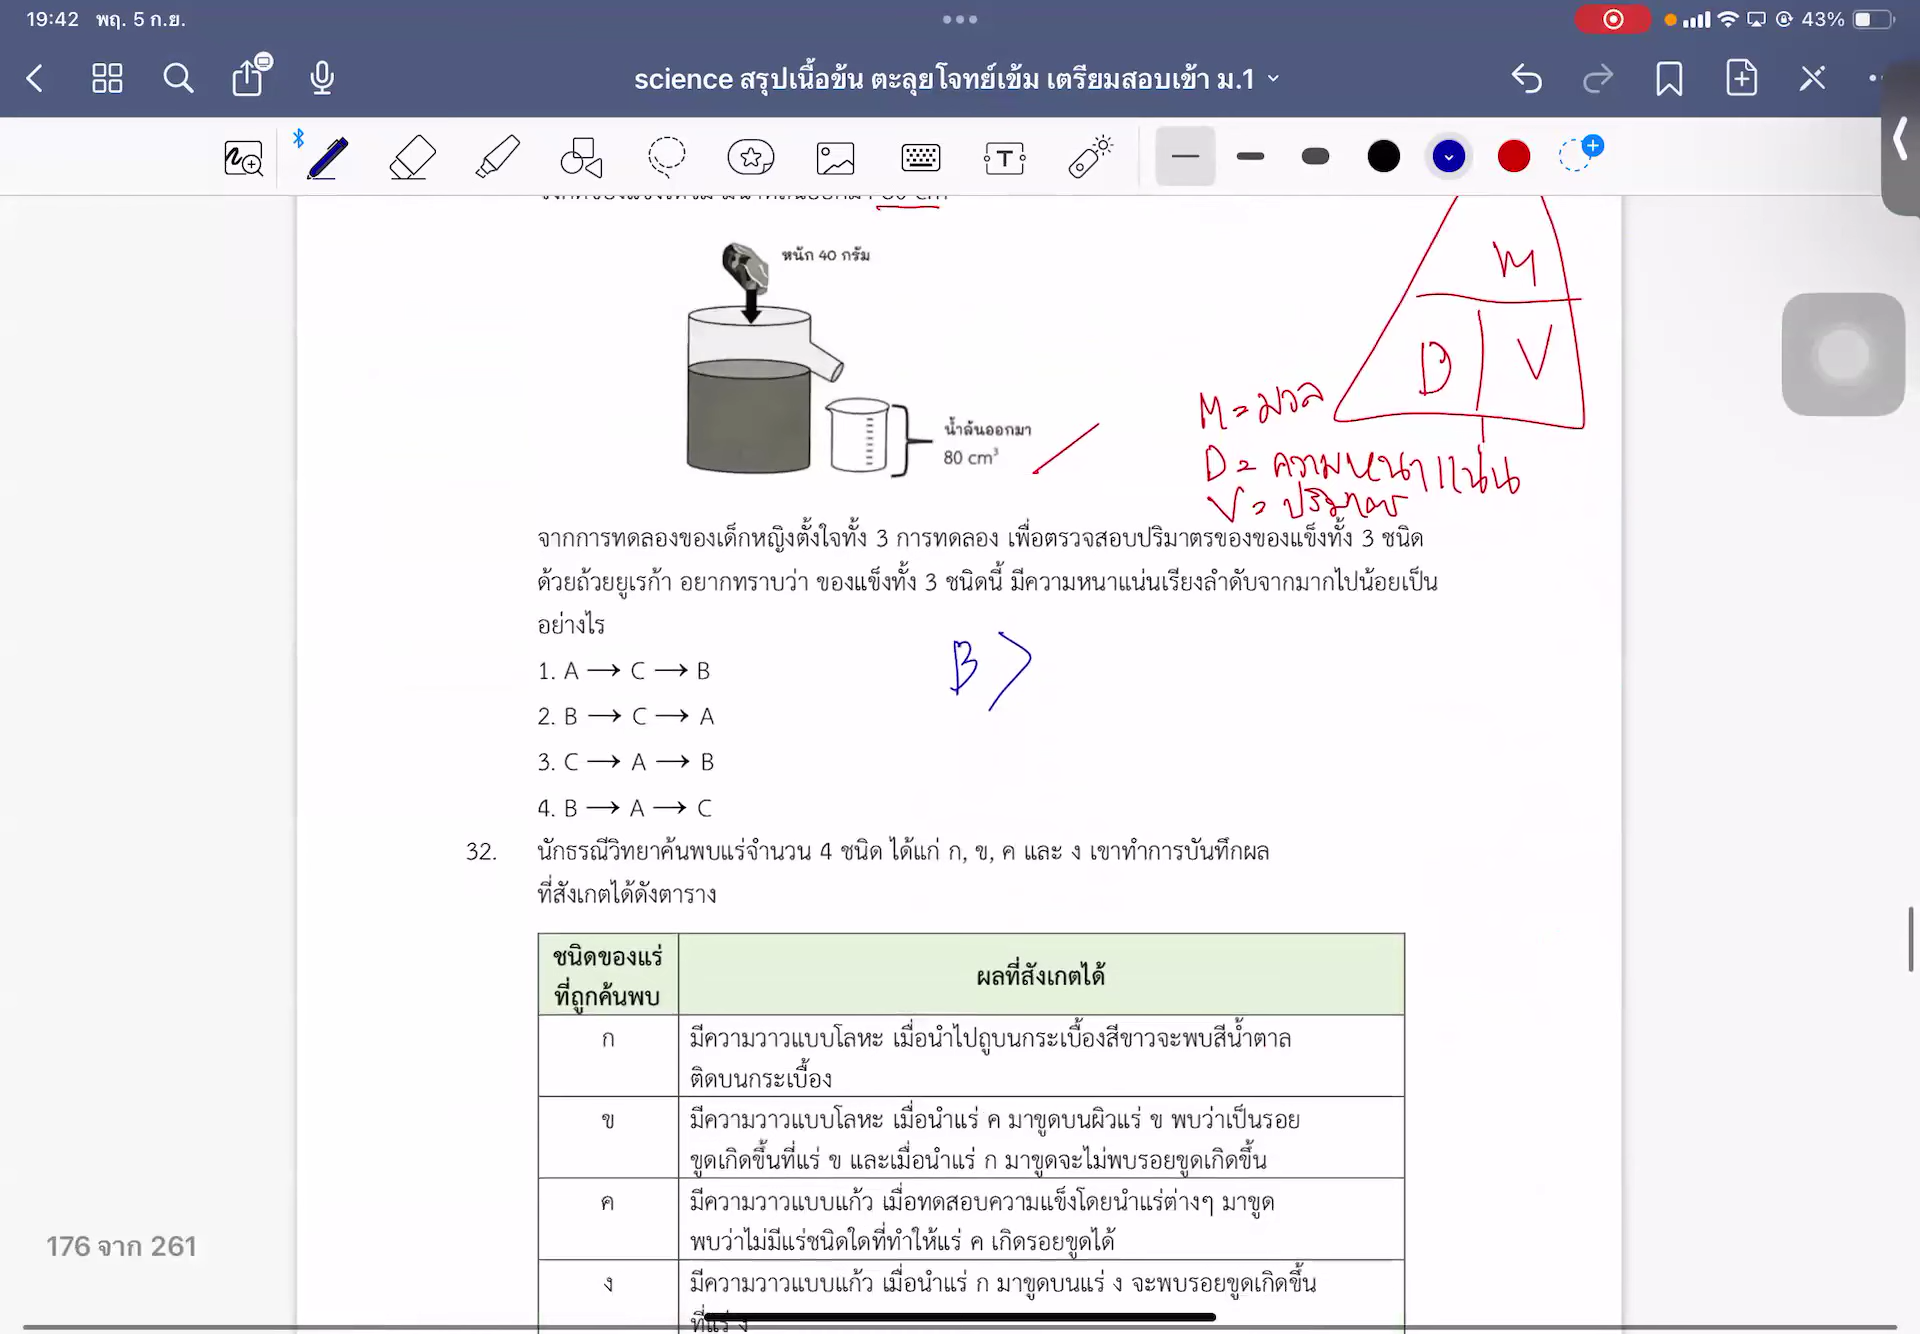 19:42 พฤ. 5 ก.ย.
43%
science สรุปเนื้อข้น ตะลุยโจทย์เข้ม เตรียมสอบเข้า ม.1
หนัก 40 กรัม
น้ำล้นออกมา
80 cm³
M
D V
M = มวล
D = ความหนาแน่น
V = ปริมาตร
จากการทดลองของเด็กหญิงตั้งใจทั้ง 3 การทดลอง เพื่อตรวจสอบปริมาตรของของแข็งทั้ง 3 ชนิด
ด้วยถ้วยยูเรก้า อยากทราบว่า ของแข็งทั้ง 3 ชนิดนี้ มีความหนาแน่นเรียงลำดับจากมากไปน้อยเป็น
อย่างไร
B >
1. A → C → B
2. B → C → A
3. C → A → B
4. B → A → C
32. นักธรณีวิทยาค้นพบแร่จำนวน 4 ชนิด ได้แก่ ก, ข, ค และ ง เขาทำการบันทึกผล
ที่สังเกตได้ดังตาราง
ชนิดของแร่
ที่ถูกค้นพบ
ผลที่สังเกตได้
ก
มีความวาวแบบโลหะ เมื่อนำไปถูบนกระเบื้องสีขาวจะพบสีน้ำตาล
ติดบนกระเบื้อง
ข
มีความวาวแบบโลหะ เมื่อนำแร่ ค มาขูดบนผิวแร่ ข พบว่าเป็นรอย
ขูดเกิดขึ้นที่แร่ ข และเมื่อนำแร่ ก มาขูดจะไม่พบรอยขูดเกิดขึ้น
ค
มีความวาวแบบแก้ว เมื่อทดสอบความแข็งโดยนำแร่ต่างๆ มาขูด
พบว่าไม่มีแร่ชนิดใดที่ทำให้แร่ ค เกิดรอยขูดได้
ง
มีความวาวแบบแก้ว เมื่อนำแร่ ก มาขูดบนแร่ ง จะพบรอยขูดเกิดขึ้น
ที่แร่ ง
176 จาก 261